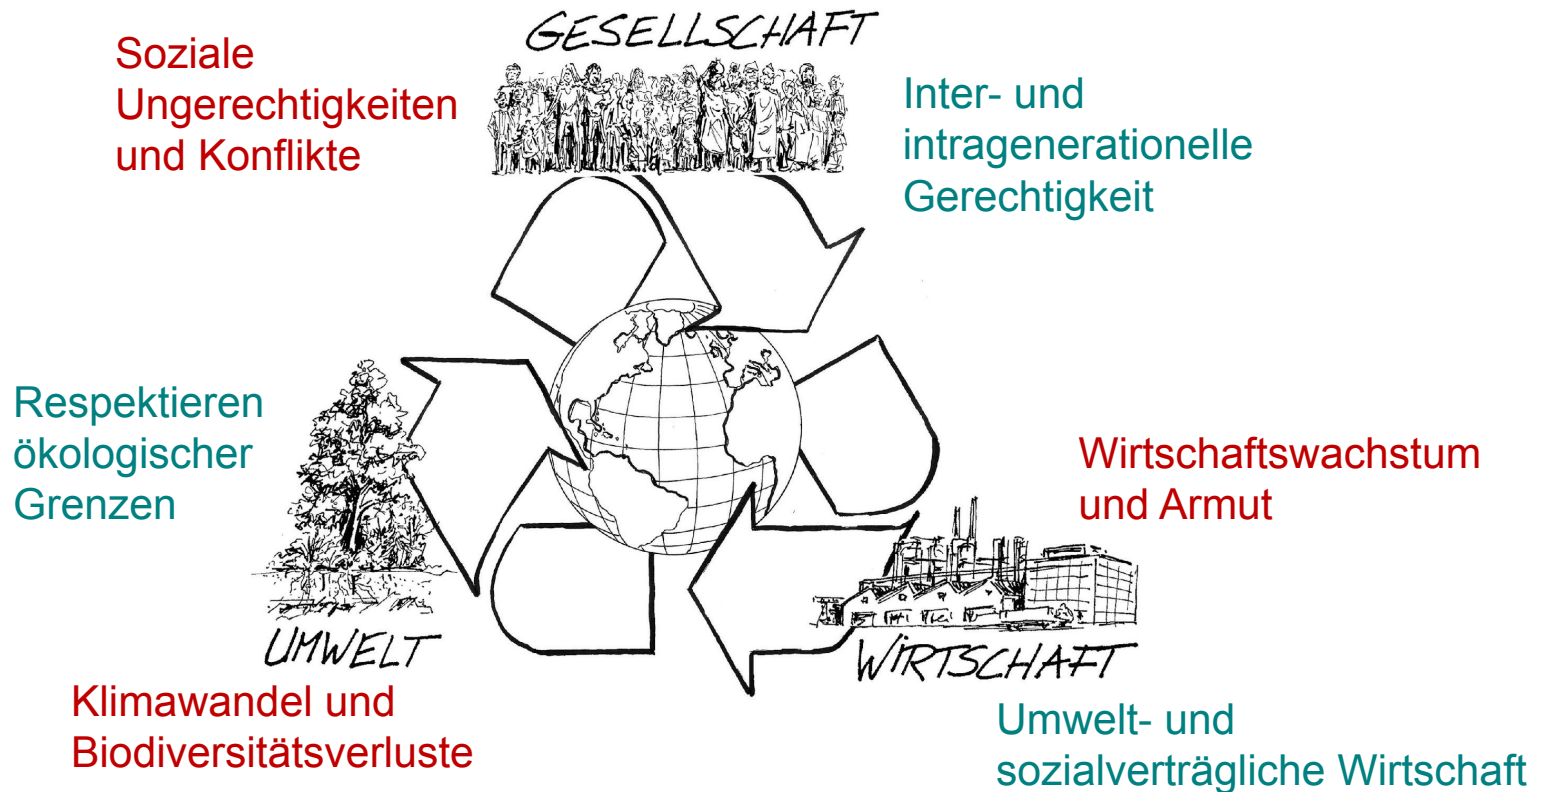 GESELLSCHAFT
Soziale
Ungerechtigkeiten
und Konflikte
Inter- und
intragenerationelle
Gerechtigkeit
Respektieren
ökologischer
Grenzen
Wirtschaftswachstum
und Armut
UMWELT
WIRTSCHAFT
Klimawandel und
Biodiversitätsverluste
Umwelt- und
sozialverträgliche Wirtschaft